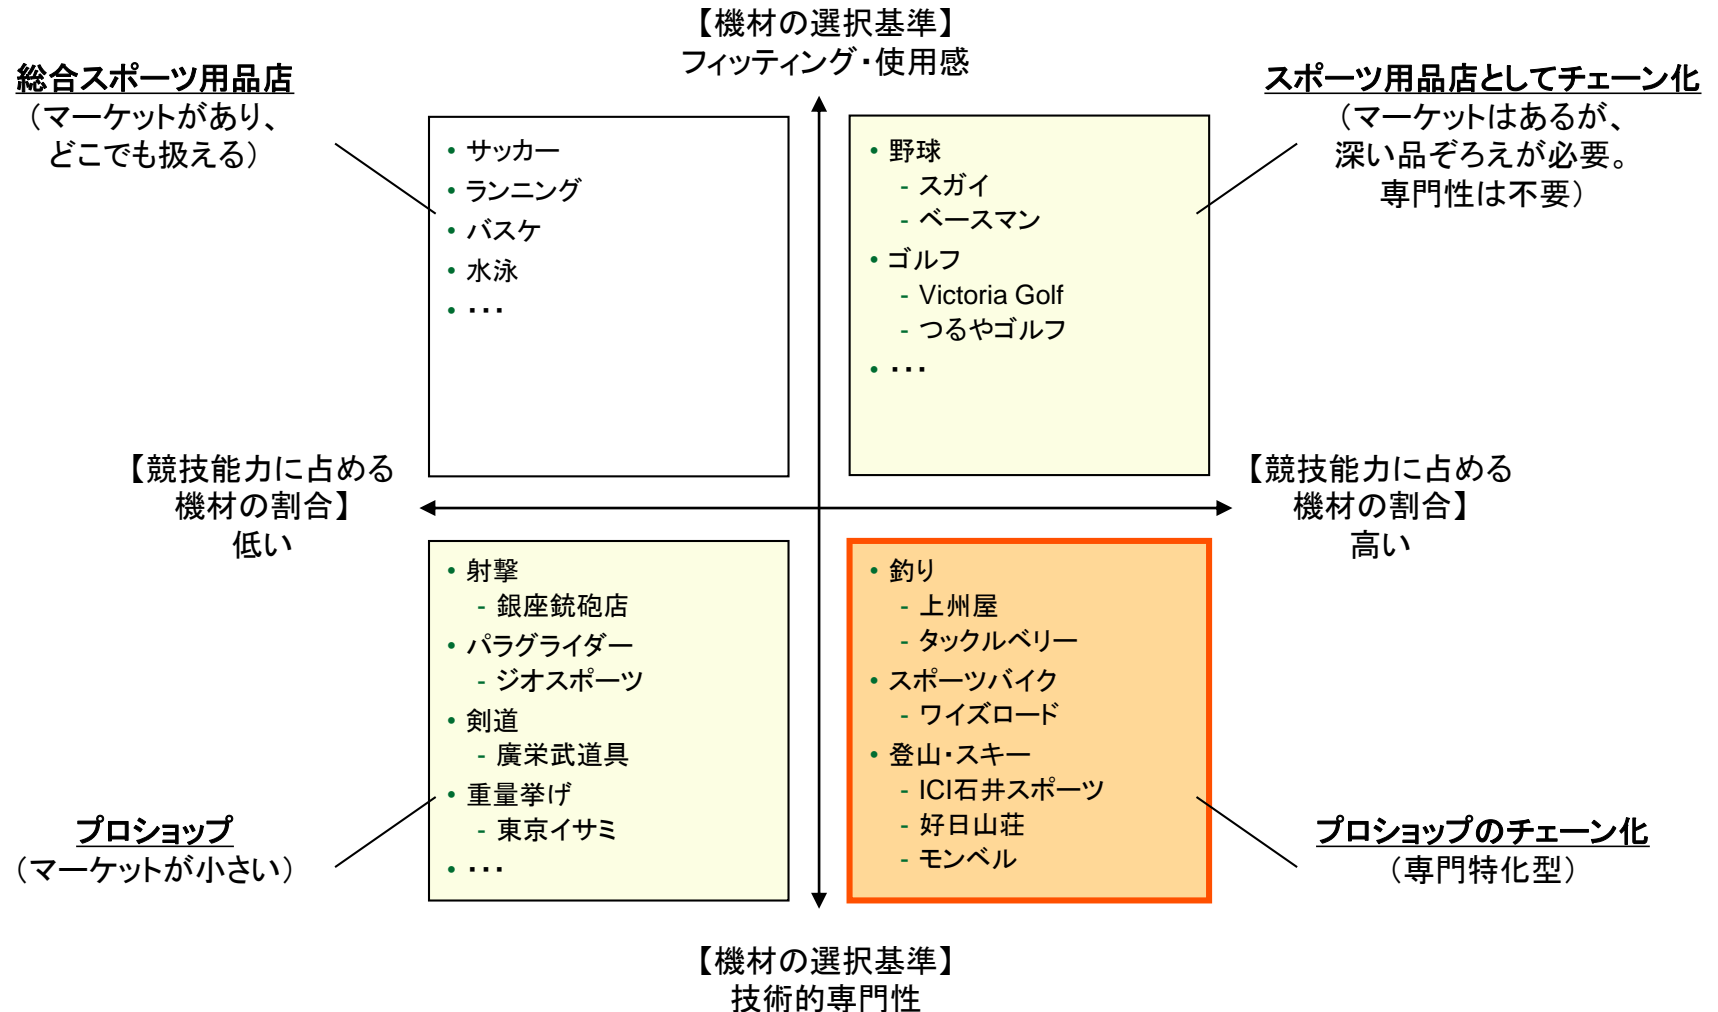 【機材の選択基準】
フィッティング・使用感
総合スポーツ用品店
（マーケットがあり、
どこでも扱える）
スポーツ用品店としてチェーン化
（マーケットはあるが、
深い品ぞろえが必要。
専門性は不要）
• サッカー
• ランニング
• バスケ
• 水泳
• ・・・
• 野球
- スガイ
- ベースマン
• ゴルフ
- Victoria Golf
- つるやゴルフ
• ・・・
【競技能力に占める
機材の割合】
低い
【競技能力に占める
機材の割合】
高い
• 射撃
- 銀座銃砲店
• パラグライダー
- ジオスポーツ
• 剣道
- 廣栄武道具
• 重量挙げ
- 東京イサミ
• ・・・
• 釣り
- 上州屋
- タックルベリー
• スポーツバイク
- ワイズロード
• 登山・スキー
- ICI石井スポーツ
- 好日山荘
- モンベル
プロショップ
（マーケットが小さい）
プロショップのチェーン化
（専門特化型）
【機材の選択基準】
技術的専門性